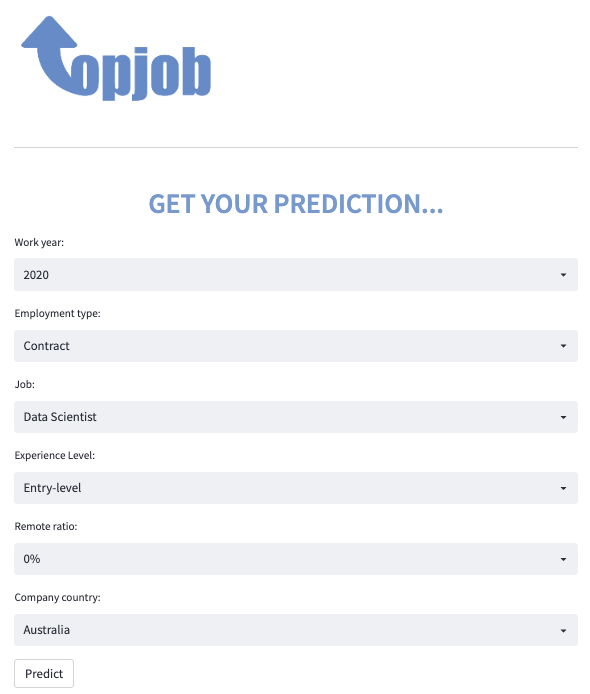 opjob
GET YOUR PREDICTION...
Work year:
2020
Employment type:
Contract
Job:
Data Scientist
Experience Level:
Entry-level
Remote ratio:
0%
Company country:
Australia
Predict